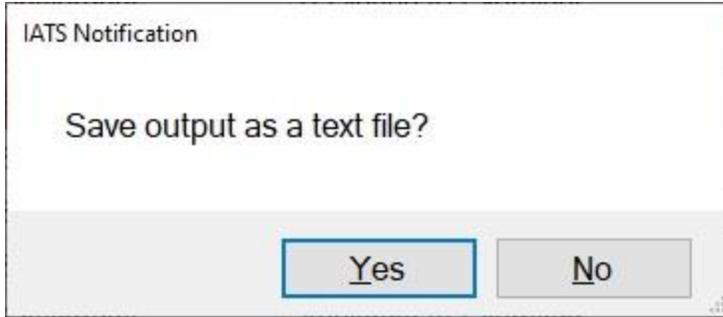 IATS Notification
Save output as a text file?
Yes
No